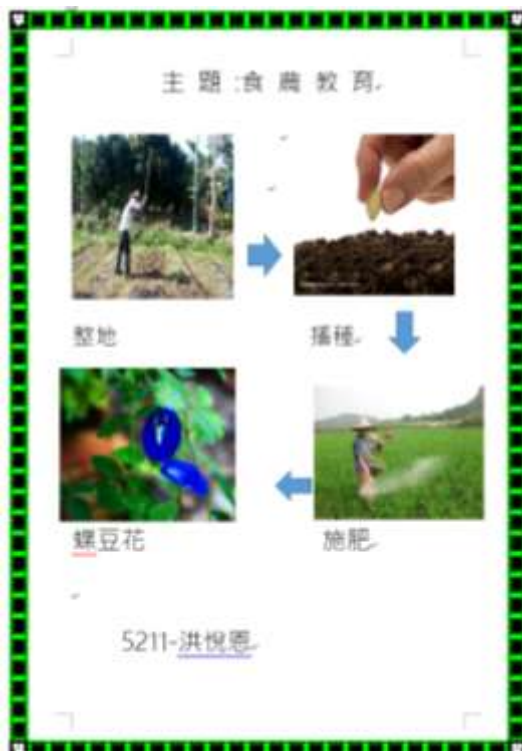 主 題 :食 農 教 育
整地
播種
蝶豆花
施肥
5211-洪悅恩